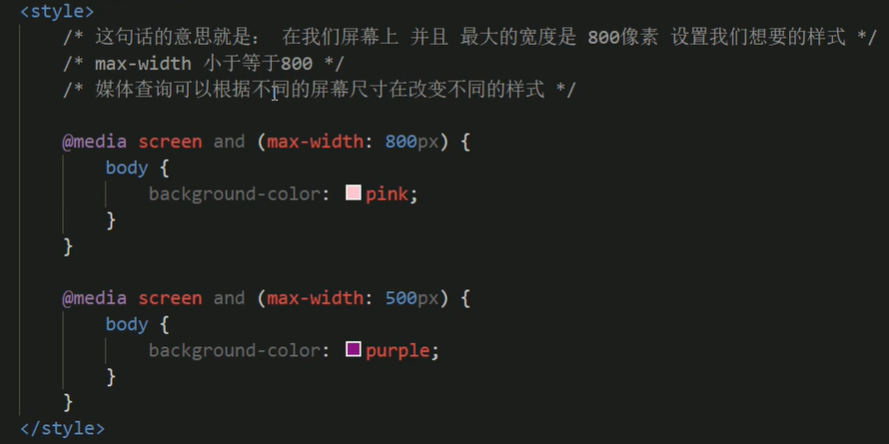 <style>
/* 这句话的意思就是： 在我们屏幕上 并且 最大的宽度是 800像素 设置我们想要的样式 */
/* max-width 小于等于800 */
/* 媒体查询可以根据不同的屏幕尺寸在改变不同的样式 */
@media screen and (max-width: 800px) {
body {
background-color: pink;
}
}
@media screen and (max-width: 500px) {
body {
background-color: purple;
}
}
</style>